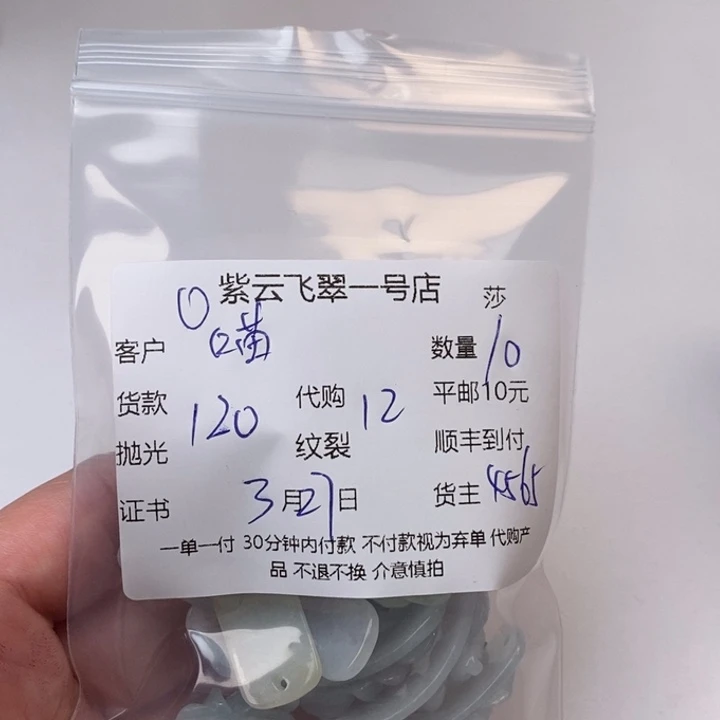 紫云飞翠一号店 莎
客户 0 喵 数量 10
货款 120 代购 12 平邮10元
抛光 纹裂 顺丰到付
证书 3月27日 货主 4565
一单一付 30分钟内付款 不付款视为弃单 代购产
品 不退不换 介意慎拍